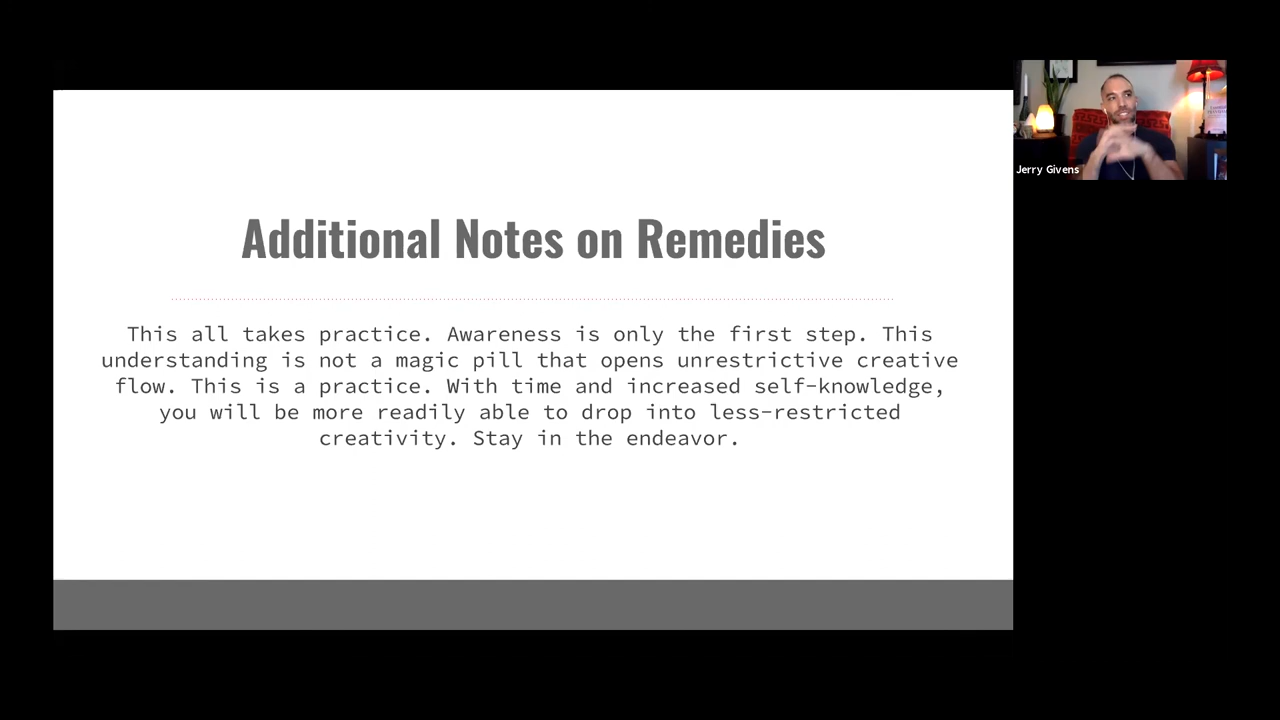 Additional Notes on Remedies
This all takes practice. Awareness is only the first step. This
understanding is not a magic pill that opens unrestrictive creative
flow. This is a practice. With time and increased self-knowledge,
you will be more readily able to drop into less-restricted
creativity. Stay in the endeavor.
Jerry Givens